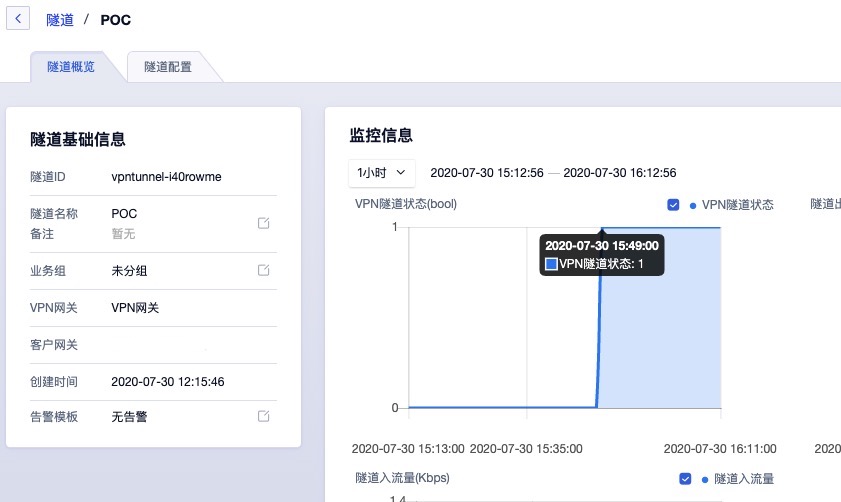 隧道 / POC
隧道概览
隧道配置
隧道基础信息
隧道ID vpntunnel-i40rowme
隧道名称 POC
备注 暂无
业务组 未分组
VPN网关 VPN网关
客户网关
创建时间 2020-07-30 12:15:46
告警模板 无告警
监控信息
1小时 2020-07-30 15:12:56 — 2020-07-30 16:12:56
VPN隧道状态(bool) VPN隧道状态 隧道出
1
2020-07-30 15:49:00
VPN隧道状态: 1
0
2020-07-30 15:13:00 2020-07-30 15:35:00 2020-07-30 16:11:00 2020
隧道入流量(Kbps) 隧道入流量
1.4